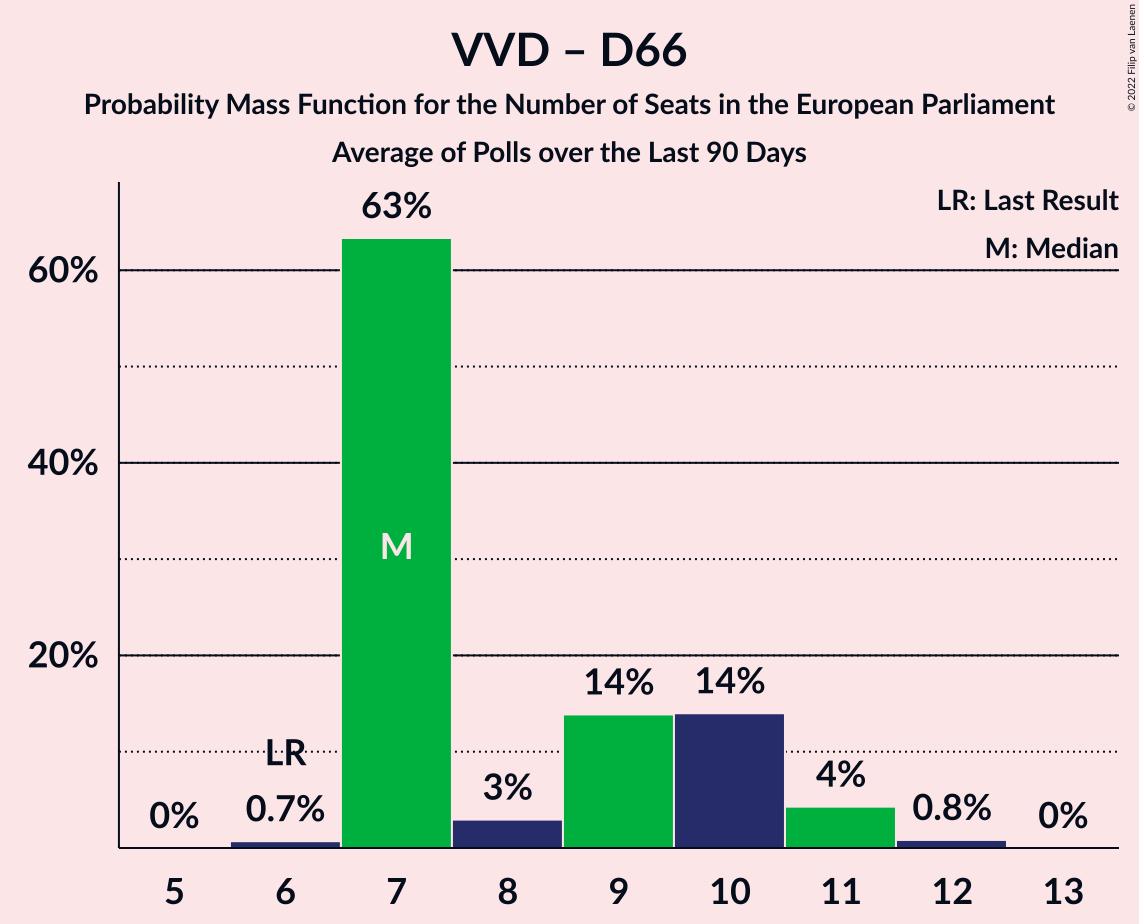 VVD – D66
Probability Mass Function for the Number of Seats in the European Parliament
Average of Polls over the Last 90 Days
© 2022 Filip van Laenen
LR: Last Result
M: Median
60%
40%
20%
0%
LR
0.7%
63%
M
3%
14%
14%
4%
0.8%
0%
5 6 7 8 9 10 11 12 13